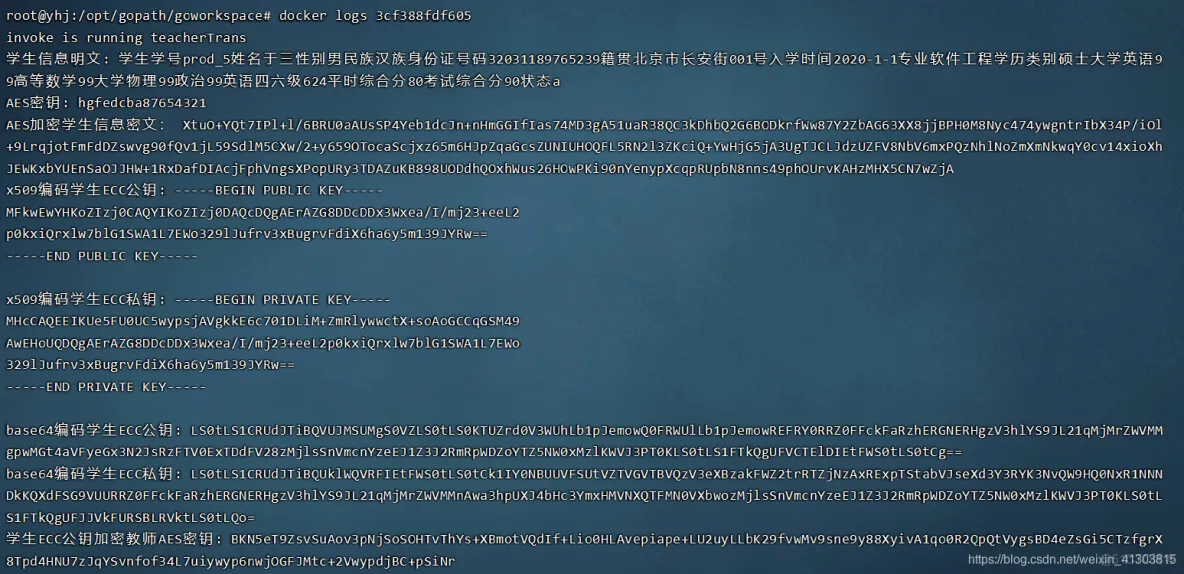 root@yhj:/opt/gopath/gcworkspace# docker logs 3cf388fdf605
invoke is running teacherTrans
学生信息明文: 学生学号prod_5姓名于三性别男民族汉族身份证号码32031189765239籍贯北京市长安街001号入学时间2020-1-1专业软件工程学历类别硕士大学英语9
9高等数学99大学物理99政治99英语四六级624平时综合分80考试综合分90状态a
AES密钥: hgfedcba87654321
AES加密学生信息密文:  XtuO+YQt7IPl+l/6BRU0aAUsSP4Yeb1dcJn+nHmGGIfIas74MD3gA51uaR38QC3kDhbQ2G6BODkrfWw87Y2ZbAG63XX8jjBPH0M8Nyc474ywgntrIbX34P/iOl
+9LrqjotFmFdDZswvg90fQv1jL59SdlM5CXw/2+y659OTocaScjxz65m6HJpZqaGcsZUNIUHOQFL5RN2l3ZKciQ+YwHjG5jA3UgTJCLJdzUZFV8NbV6mxPQzNhlNoZmXmNkwqY0cv14xioXh
JEWKxbYUEnSaOJJHW+1RxDafDIAcjFphVngsXPopURy3TDAZuKB898UODdhQOxhWus26HOwPKi90nYenypXcqpRUpbN8nns49phOUrvKAHzMHX5CN7wZjA
x509编码学生ECC公钥: -----BEGIN PUBLIC KEY-----
MFkwEwYHKoZIzj0CAQYIKoZIzj0DAQcDQgAErAZG8DDcDDx3Wxea/I/mj23+eeL2
p0kxiQrxlw7blG1SWA1L7EWo329lJufrv3xBugrvFdiX6ha6y5m139JYRw==
-----END PUBLIC KEY-----
x509编码学生ECC私钥: -----BEGIN PRIVATE KEY-----
MHcCAQEEIKUe5FU0UC5wypsjAVgkkE6c701DLiM+ZmRlywwctX+soAoGCCqGSM49
AwEHoUQDQgAErAZG8DDcDDx3Wxea/I/mj23+eeL2p0kxiQrxlw7blG1SWA1L7EWo
329lJufrv3xBugrvFdiX6ha6y5m139JYRw==
-----END PRIVATE KEY-----
base64编码学生ECC公钥: LS0tLS1CRUdJTiBQVUJMSUMgS0VZLS0tLS0KTUZrd0V3WUhLb1pJemowQ0FRWUlLb1pJemowREFRY0RRZ0FFckFaRzhERGNERHgzV3hlYS9JL21qMjMrZWVMM
gpwMGt4aVFyeGx3N2JsRzFTV0ExTDdFV28zMjlsSnVmcnYzeEJ1Z3J2RmRpWDZoYTZ5NW0xMzlKWVJ3PT0KLS0tLS1FTkQgUFVCTElDIEtFWS0tLS0tCg==
base64编码学生ECC私钥: LS0tLS1CRUdJTiBQUklWQVRFIEtFWS0tLS0tCk1IY0NBUUVFSUtVZTVGVTBVQzV3eXBzakFWZ2trRTZjNzAxRExpTStabVJseXd3Y3RYK3NvQW9HQ0NxR1NNN
DkKQXdFSG9VUURRZ0FFckFaRzhERGNERHgzV3hlYS9JL21qMjMrZWVMMnAwa3hpUXJ4bHc3YmxHMVNXQTFMN0VXbwozMjlsSnVmcnYzeEJ1Z3J2RmRpWDZoYTZ5NW0xMzlKWVJ3PT0KLS0tL
S1FTkQgUFJJVkFURSBLRVktLS0tLQo=
学生ECC公钥加密教师AES密钥: BKN5eT9ZsvSuAov3pNjSoSOHTvThYs+XBmotVQdIf+Lio0HLAvepiape+LU2uyLLbK29fvwMv9sne9y88XyivA1qo0R2QpQtVygsBD4eZsGi5CTzfgrX
8Tpd4HNU7zJqYSvnfof34L7uiywyp6nwjOGFJMtc+2VwypdjBC+pSiNr
https://blog.csdn.net/weixin_41303815